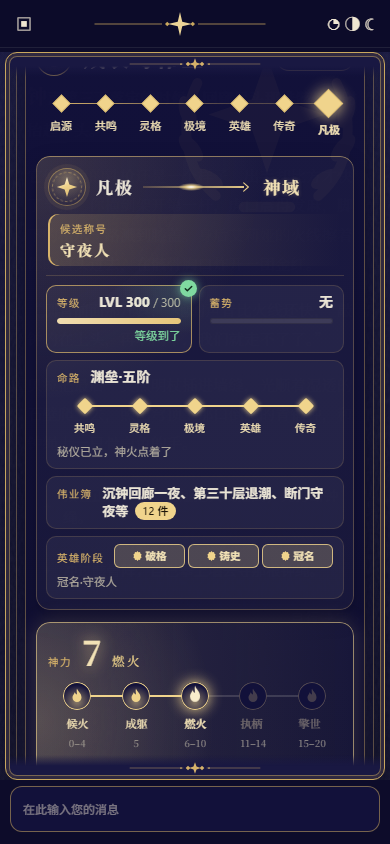 启源 共鸣 灵格 极境 英雄 传奇 凡极
凡极 神域
候选称号
守夜人
等级 LVL 300 / 300
等级到了
蓄势 无
命路 渊垒·五阶
共鸣 灵格 极境 英雄 传奇
秘仪已立，神火点着了
伟业簿 沉钟回廊一夜、第三十层退潮、断门守
夜等 12 件
英雄阶段 破格 铸史 冠名
冠名·守夜人
神力 7 燃火
候火 成躯 燃火 执柄 擎世
0–4 5 6–10 11–14 15–20
在此输入您的消息